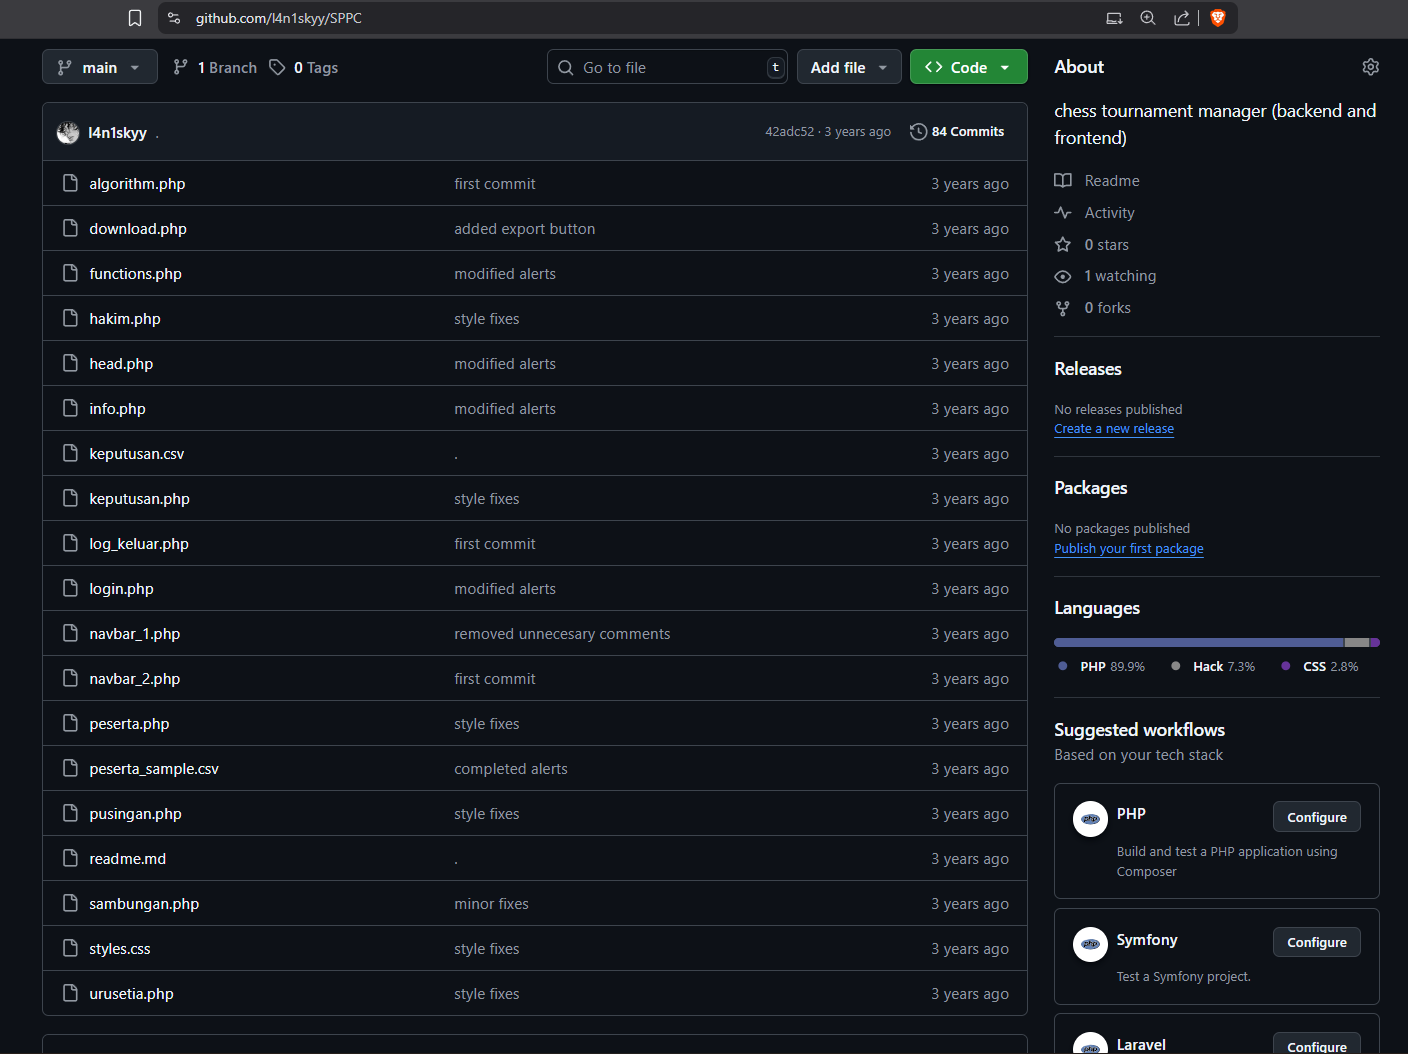 github.com/l4n1skyy/SPPC
main
1 Branch
0 Tags
Go to file
t
Add file
Code
l4n1skyy .
42adc52 · 3 years ago
84 Commits
algorithm.php first commit 3 years ago
download.php added export button 3 years ago
functions.php modified alerts 3 years ago
hakim.php style fixes 3 years ago
head.php modified alerts 3 years ago
info.php modified alerts 3 years ago
keputusan.csv . 3 years ago
keputusan.php style fixes 3 years ago
log_keluar.php first commit 3 years ago
login.php modified alerts 3 years ago
navbar_1.php removed unnecesary comments 3 years ago
navbar_2.php first commit 3 years ago
peserta.php style fixes 3 years ago
peserta_sample.csv completed alerts 3 years ago
pusingan.php style fixes 3 years ago
readme.md . 3 years ago
sambungan.php minor fixes 3 years ago
styles.css style fixes 3 years ago
urusetia.php style fixes 3 years ago
About
chess tournament manager (backend and
frontend)
Readme
Activity
0 stars
1 watching
0 forks
Releases
No releases published
Create a new release
Packages
No packages published
Publish your first package
Languages
PHP 89.9% Hack 7.3% CSS 2.8%
Suggested workflows
Based on your tech stack
php
PHP
Configure
Build and test a PHP application using
Composer
php
Symfony
Configure
Test a Symfony project.
php
Laravel
Configure